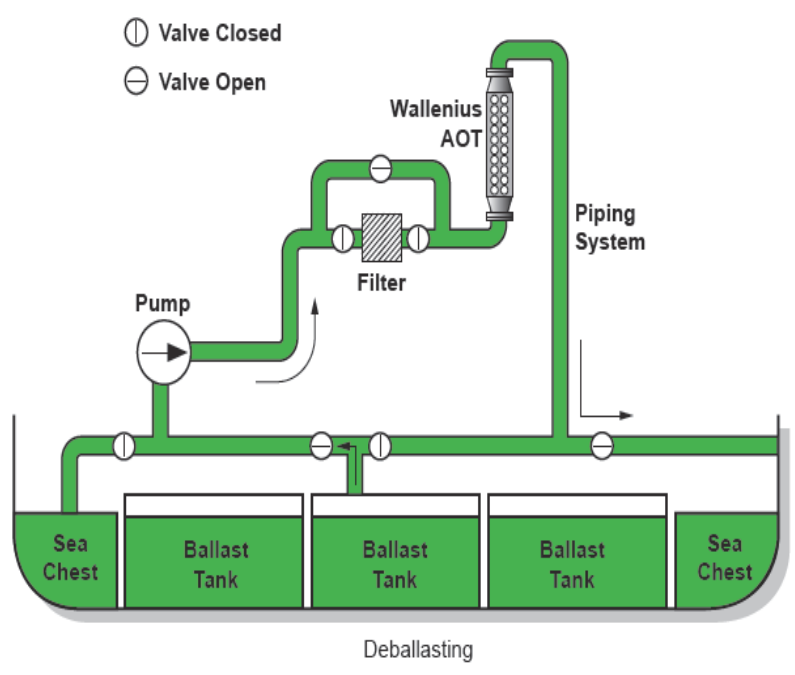 Valve Closed
Valve Open
Wallenius
AOT
Piping
System
Filter
Pump
Sea
Chest
Ballast
Tank
Ballast
Tank
Ballast
Tank
Sea
Chest
Deballasting